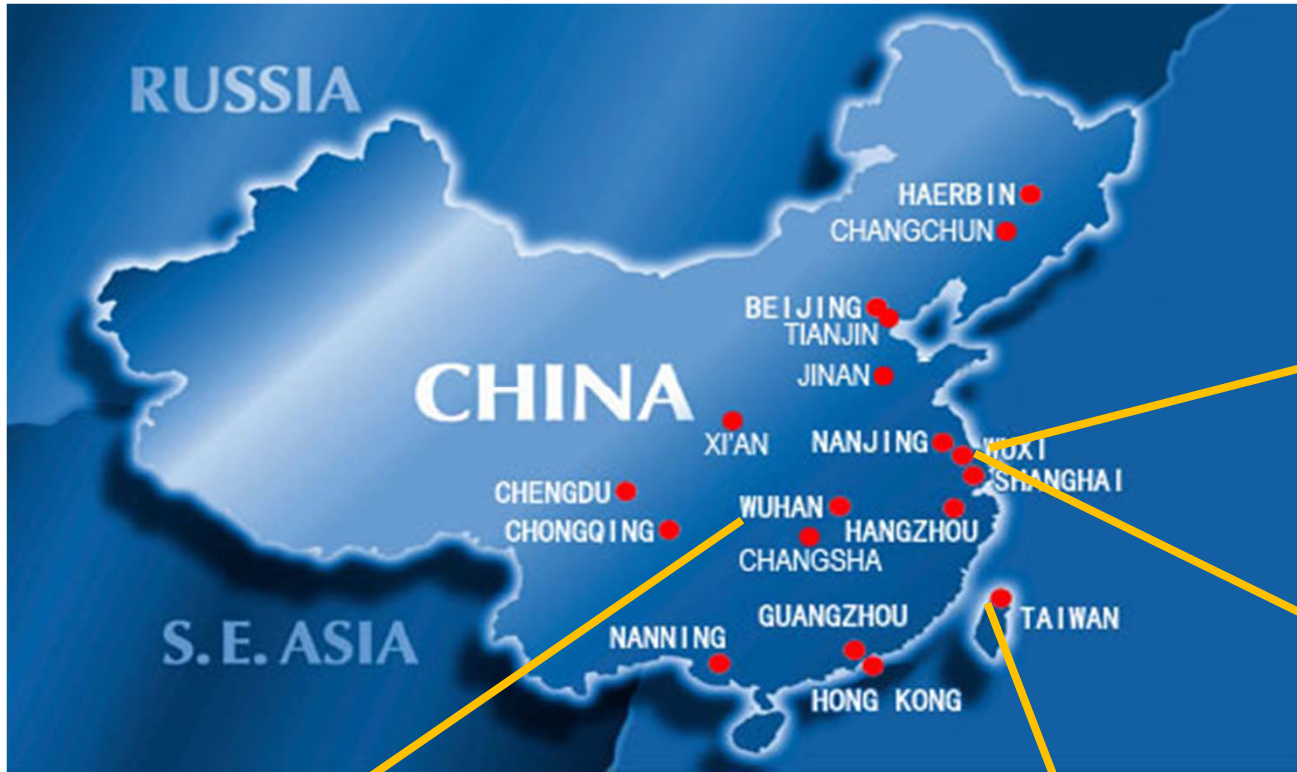 RUSSIA
HAERBIN
CHANGCHUN
BEIJING
TIANJIN
JINAN
CHINA
XI'AN
NANJING
WUXI
SHANGHAI
CHENGDU
WUHAN
CHONGQING
HANGZHOU
CHANGSHA
GUANGZHOU
TAIWAN
NANNING
S.E.ASIA
HONG KONG